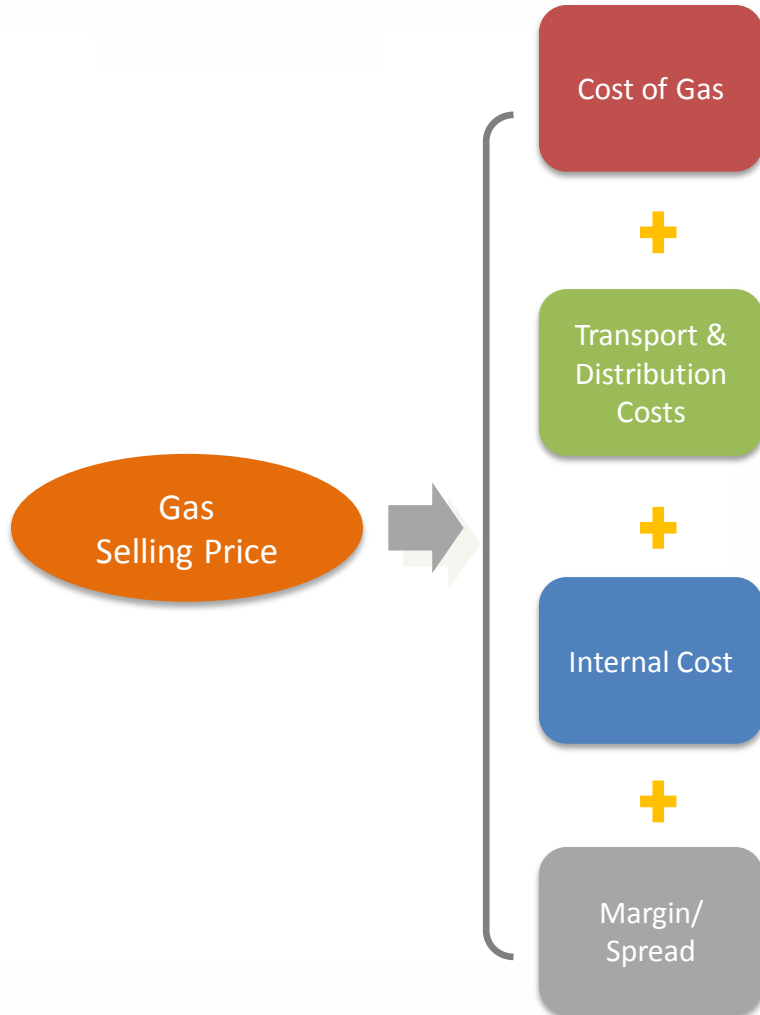 Cost of Gas
Transport &
Distribution
Costs
Gas
Selling Price
Internal Cost
Margin/
Spread